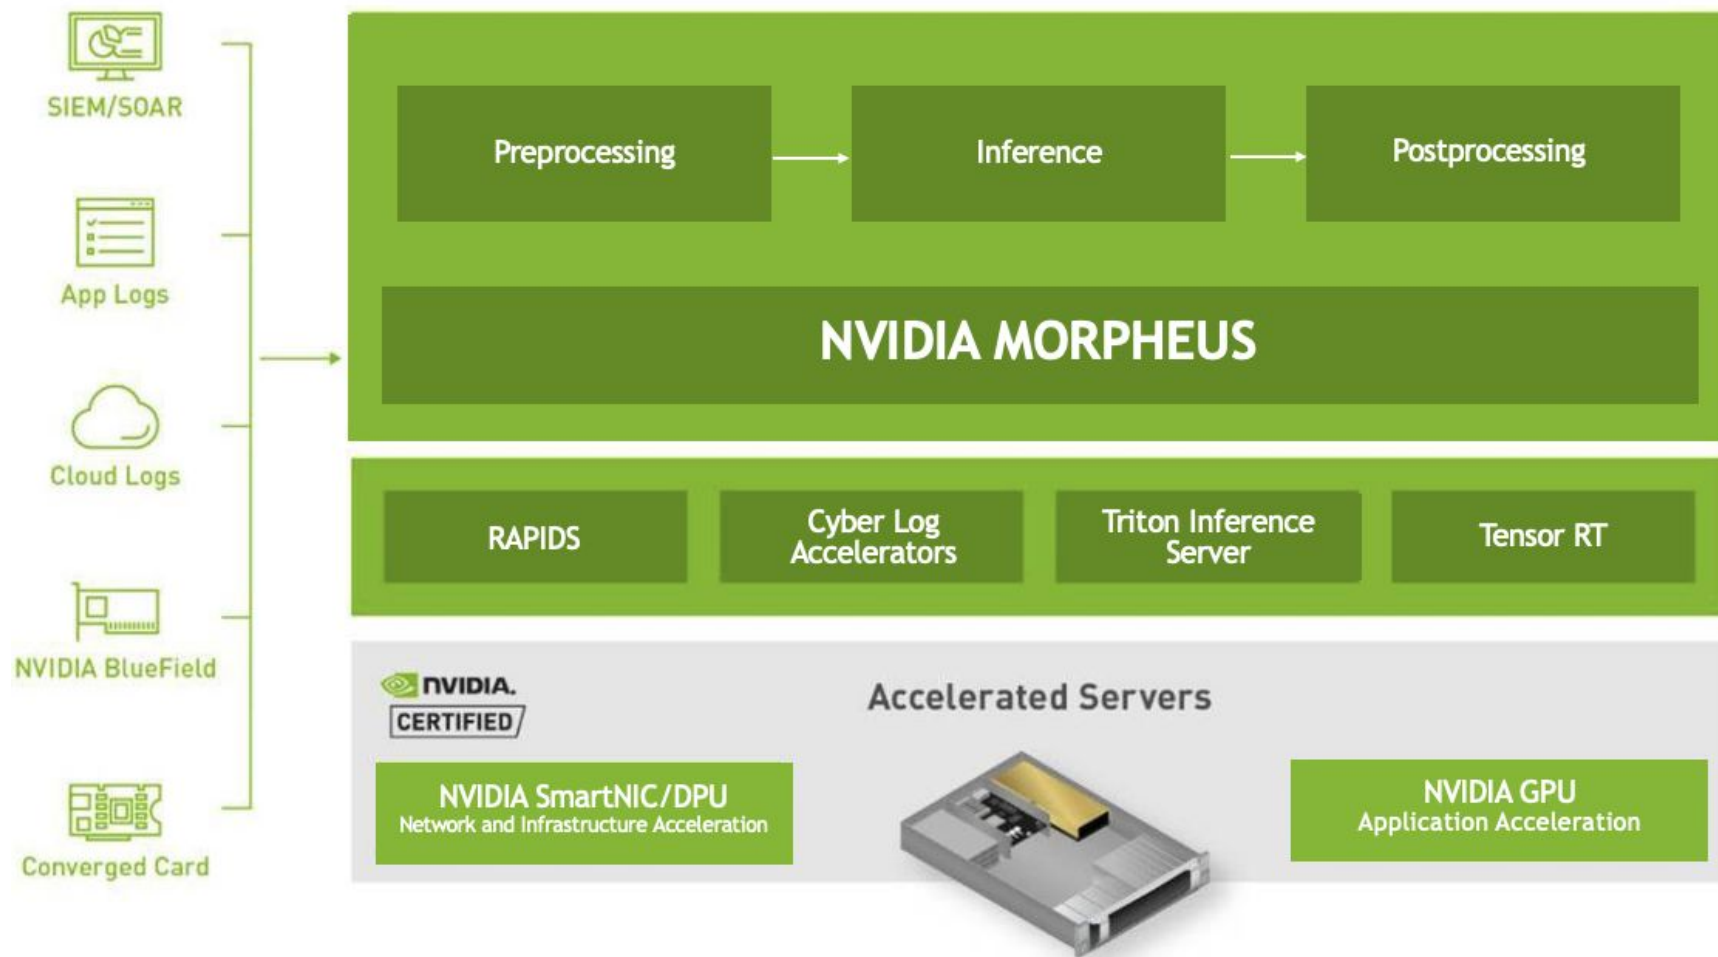 SIEM/SOAR
App Logs
Cloud Logs
NVIDIA BlueField
Converged Card
Preprocessing
Inference
Postprocessing
NVIDIA MORPHEUS
RAPIDS
Cyber Log
Accelerators
Triton Inference
Server
Tensor RT
NVIDIA.
CERTIFIED
Accelerated Servers
NVIDIA SmartNIC/DPU
Network and Infrastructure Acceleration
NVIDIA GPU
Application Acceleration